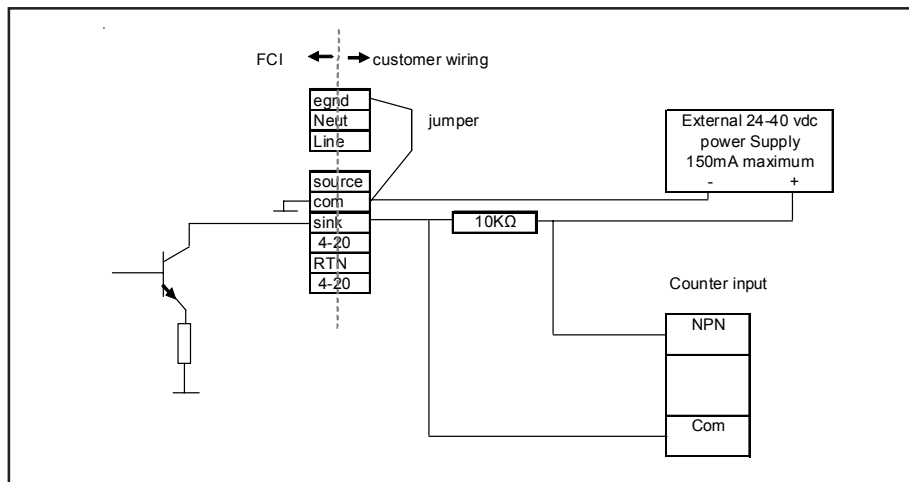 FCI
customer wiring
egnd
Neut
Line
jumper
External 24-40 vdc
power Supply
150mA maximum
- +
source
com
sink
4-20
RTN
4-20
10KΩ
Counter input
NPN
Com